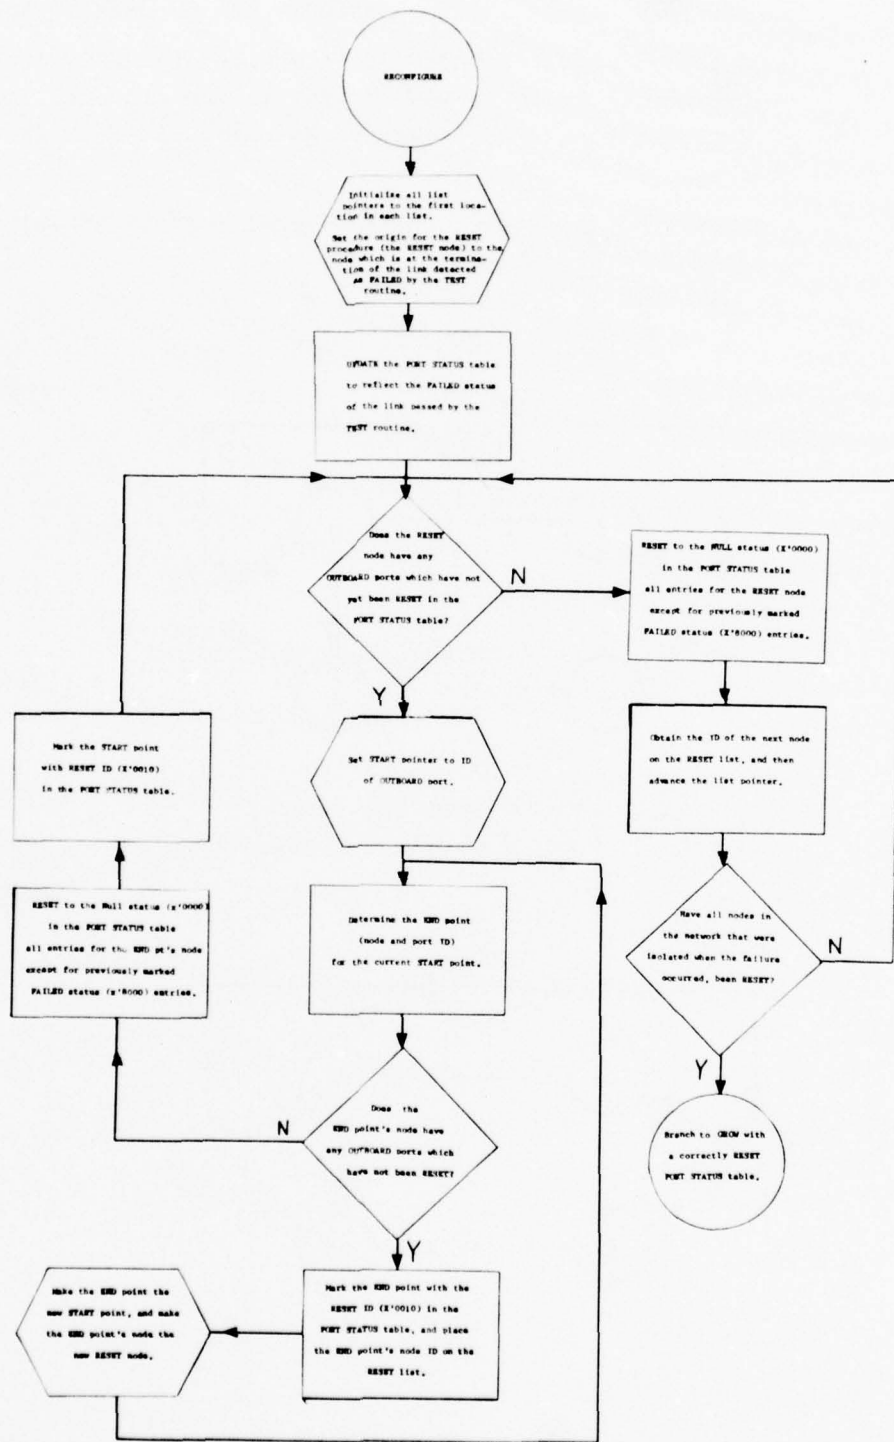 RECONFIGURE
Initialize all list
pointers to the first loca-
tion in each list.
Set the origin for the RESET
procedure (the RESET node) to the
node which is at the termina-
tion of the link detected
as FAILED by the TEST
routine.
UPDATE the PORT STATUS table
to reflect the FAILED status
of the link passed by the
TEST routine.
Does the RESET
node have any
OUTBOARD ports which have not
yet been RESET in the
PORT STATUS table?
N
Y
RESET to the NULL status (X'0000)
in the PORT STATUS table
all entries for the RESET node
except for previously marked
FAILED status (X'8000) entries.
Mark the START point
with RESET ID (X'0010)
in the PORT STATUS table.
Set START pointer to ID
of OUTBOARD port.
Obtain the ID of the next node
on the RESET list, and then
advance the list pointer.
RESET to the Null status (x'0000)
in the PORT STATUS table
all entries for the END pt's node
except for previously marked
FAILED status (x'8000) entries.
Determine the END point
(node and port ID)
for the current START point.
Have all nodes in
the network that were
isolated when the failure
occurred, been RESET?
N
Y
Does the
END point's node have
any OUTBOARD ports which
have not been RESET?
N
Y
Branch to GROW with
a correctly RESET
PORT STATUS table.
Make the END point the
new START point, and make
the END point's node the
new RESET node.
Mark the END point with the
RESET ID (X'0010) in the
PORT STATUS table, and place
the END point's node ID on the
RESET list.